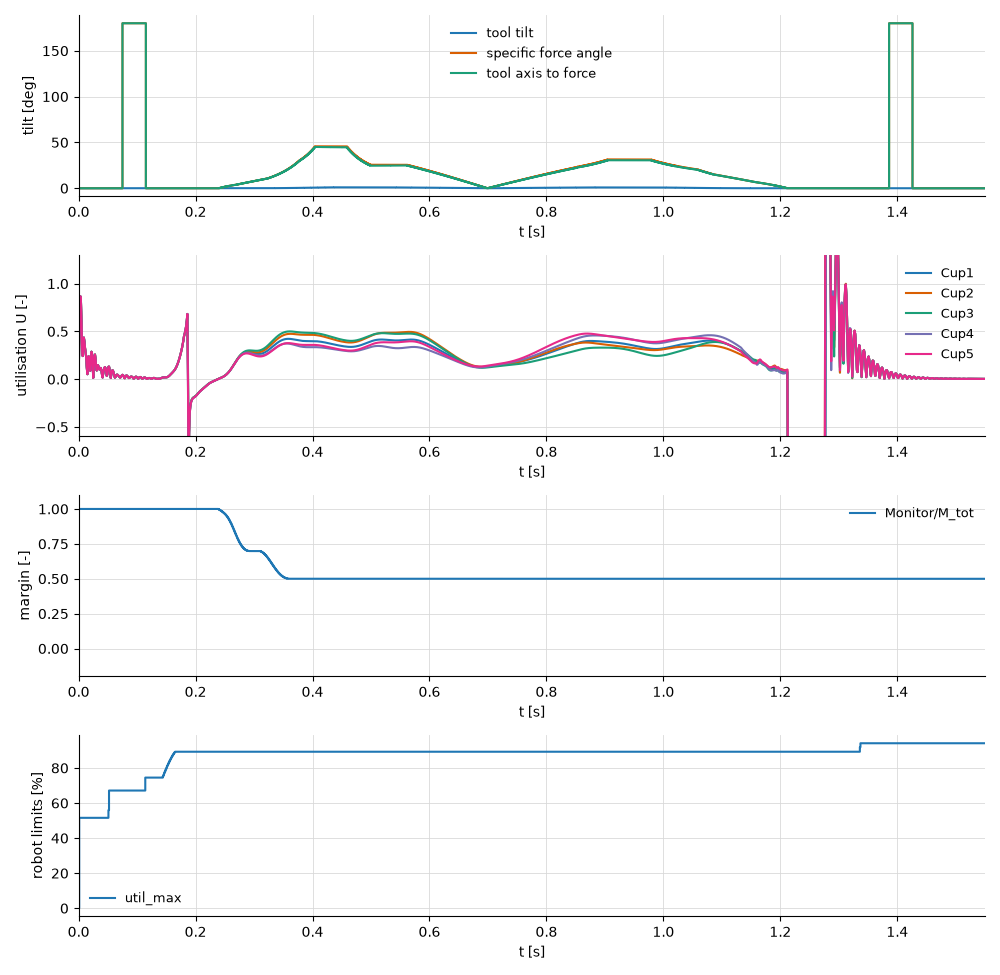 tilt [deg]
150
100
50
0
tool tilt
specific force angle
tool axis to force
0.0 0.2 0.4 0.6 0.8 1.0 1.2 1.4
t [s]
utilisation U [-]
1.0
0.5
0.0
−0.5
Cup1
Cup2
Cup3
Cup4
Cup5
0.0 0.2 0.4 0.6 0.8 1.0 1.2 1.4
t [s]
margin [-]
1.00
0.75
0.50
0.25
0.00
Monitor/M_tot
0.0 0.2 0.4 0.6 0.8 1.0 1.2 1.4
t [s]
robot limits [%]
80
60
40
20
0
util_max
0.0 0.2 0.4 0.6 0.8 1.0 1.2 1.4
t [s]